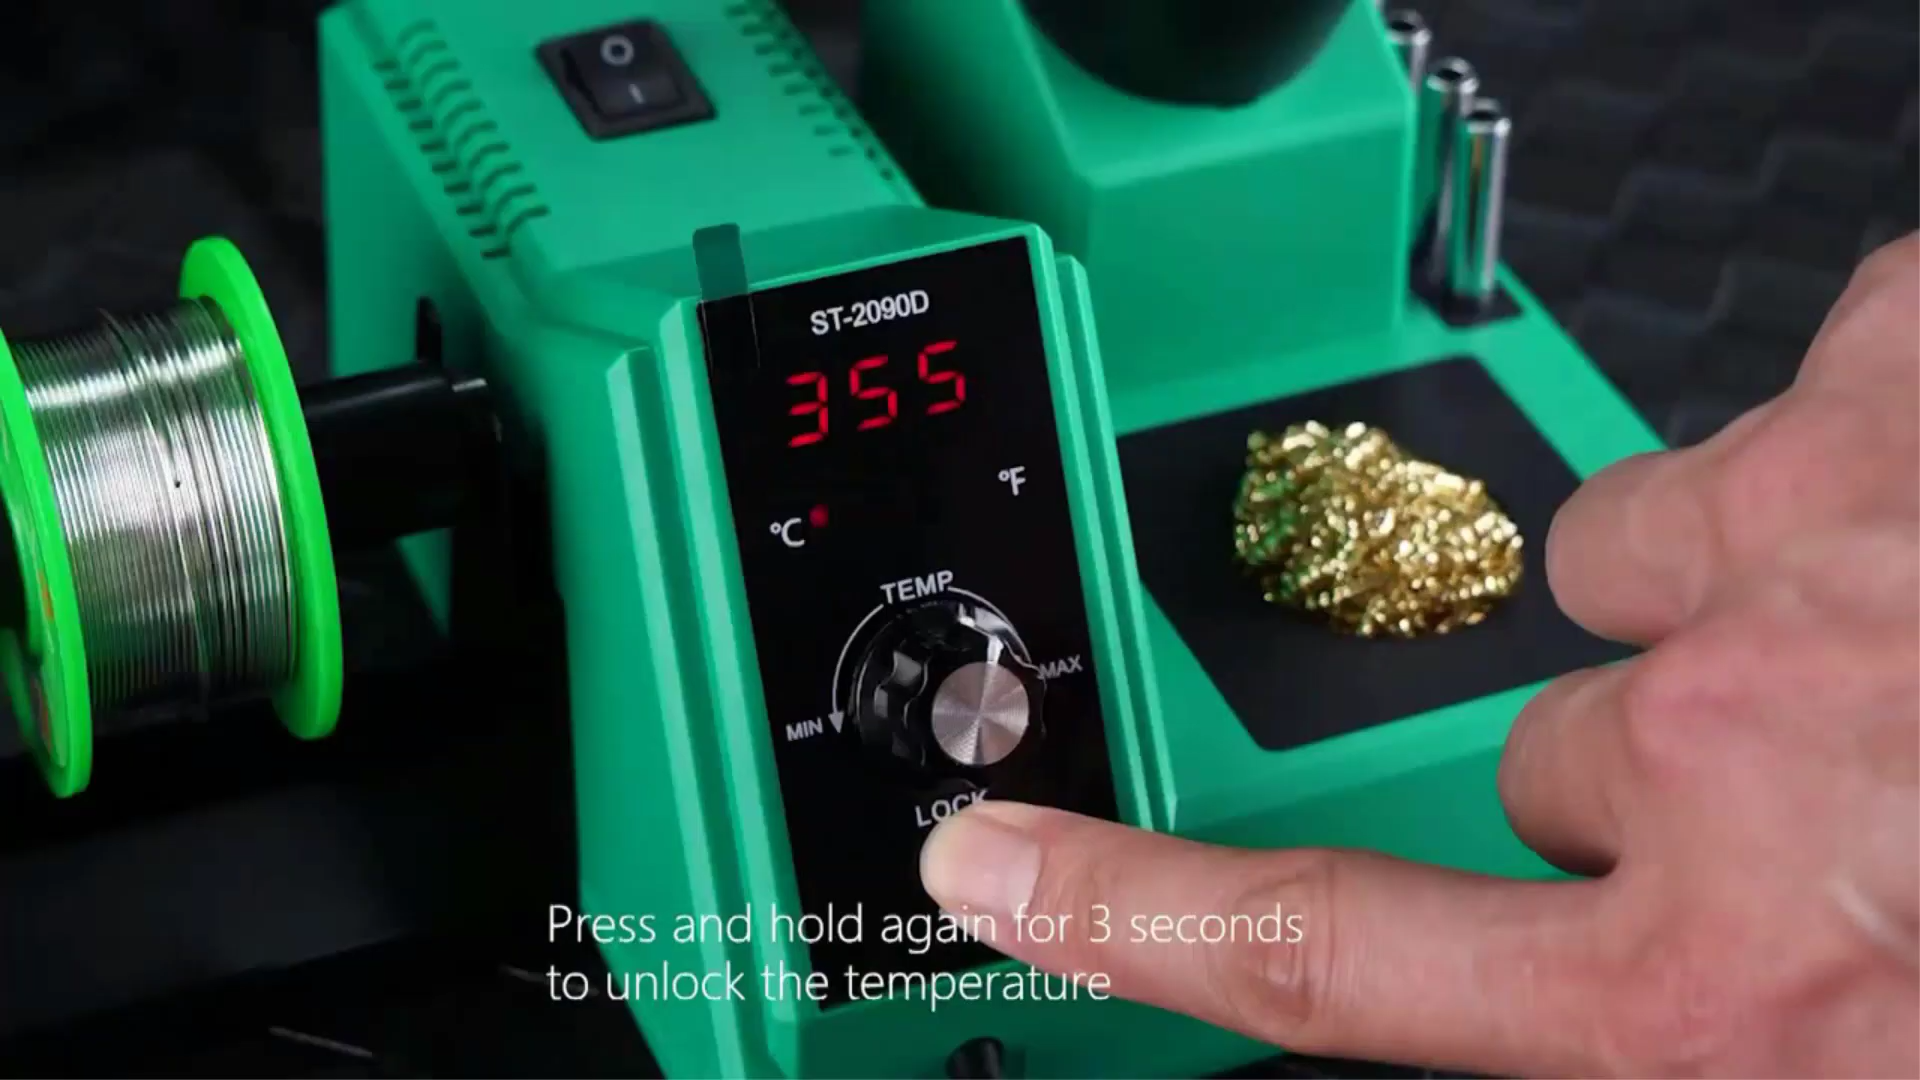 ST-2090D
355
°F
°C
TEMP
MAX
MIN
LOCK
Press and hold again for 3 seconds
to unlock the temperature